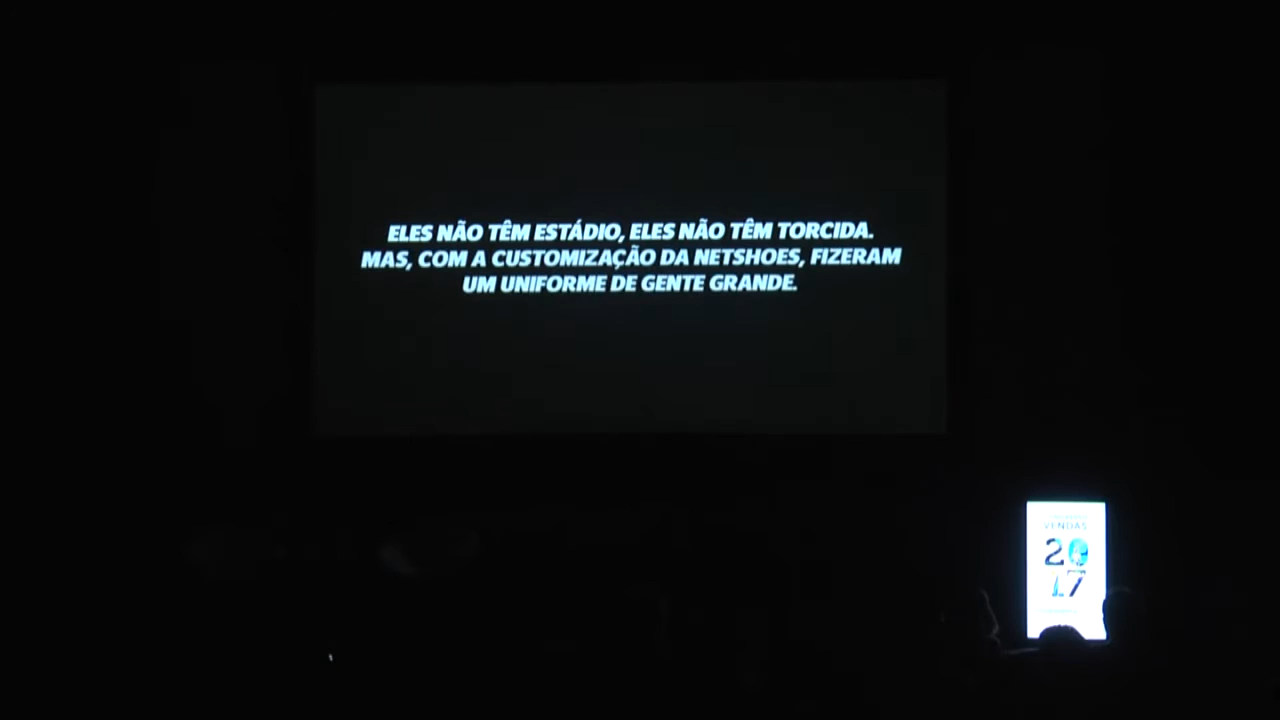 ELES NÃO TÊM ESTÁDIO, ELES NÃO TÊM TORCIDA.
MAS, COM A CUSTOMIZAÇÃO DA NETSHOES, FIZERAM
UM UNIFORME DE GENTE GRANDE.
VENDAS
20
17